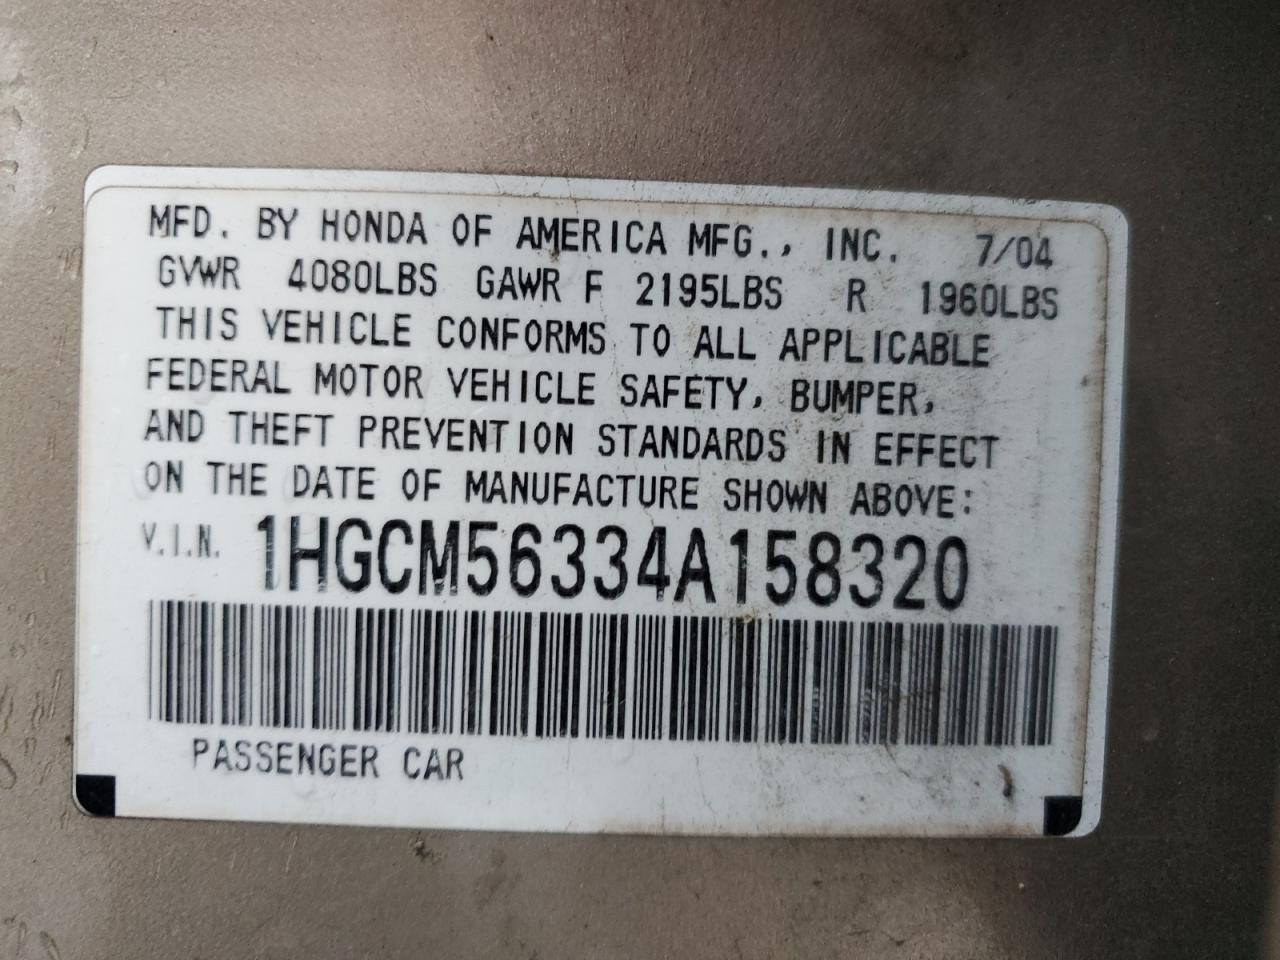 MFD. BY HONDA OF AMERICA MFG., INC. 7/04
GVWR 4080LBS GAWR F 2195LBS R 1960LBS
THIS VEHICLE CONFORMS TO ALL APPLICABLE
FEDERAL MOTOR VEHICLE SAFETY, BUMPER,
AND THEFT PREVENTION STANDARDS IN EFFECT
ON THE DATE OF MANUFACTURE SHOWN ABOVE:
V.I.N. 1HGCM56334A158320
PASSENGER CAR